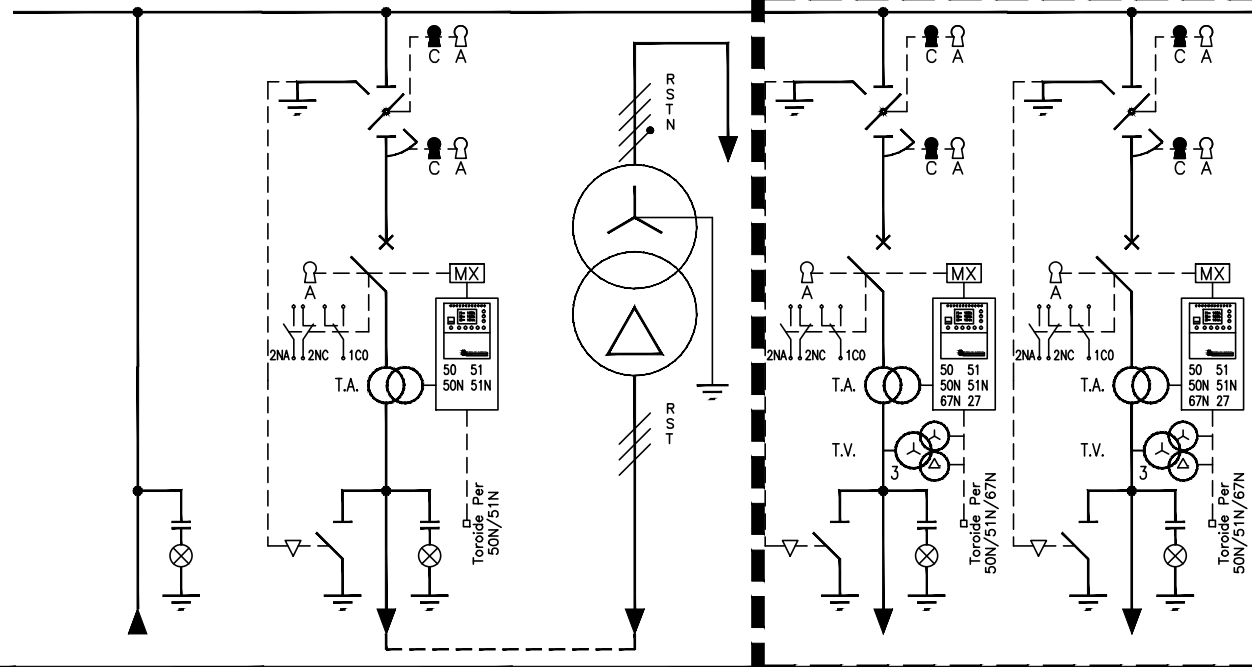 C A
C A
A
MX
2NA 2NC 1CO
50 51
50N 51N
T.A.
Toroide Per
50N/51N
R
S
T
N
R
S
T
C A
C A
A
MX
2NA 2NC 1CO
50 51
50N 51N
67N 27
T.A.
T.V.
3
Toroide Per
50N/51N/67N
C A
C A
A
MX
2NA 2NC 1CO
50 51
50N 51N
67N 27
T.A.
T.V.
3
Toroide Per
50N/51N/67N